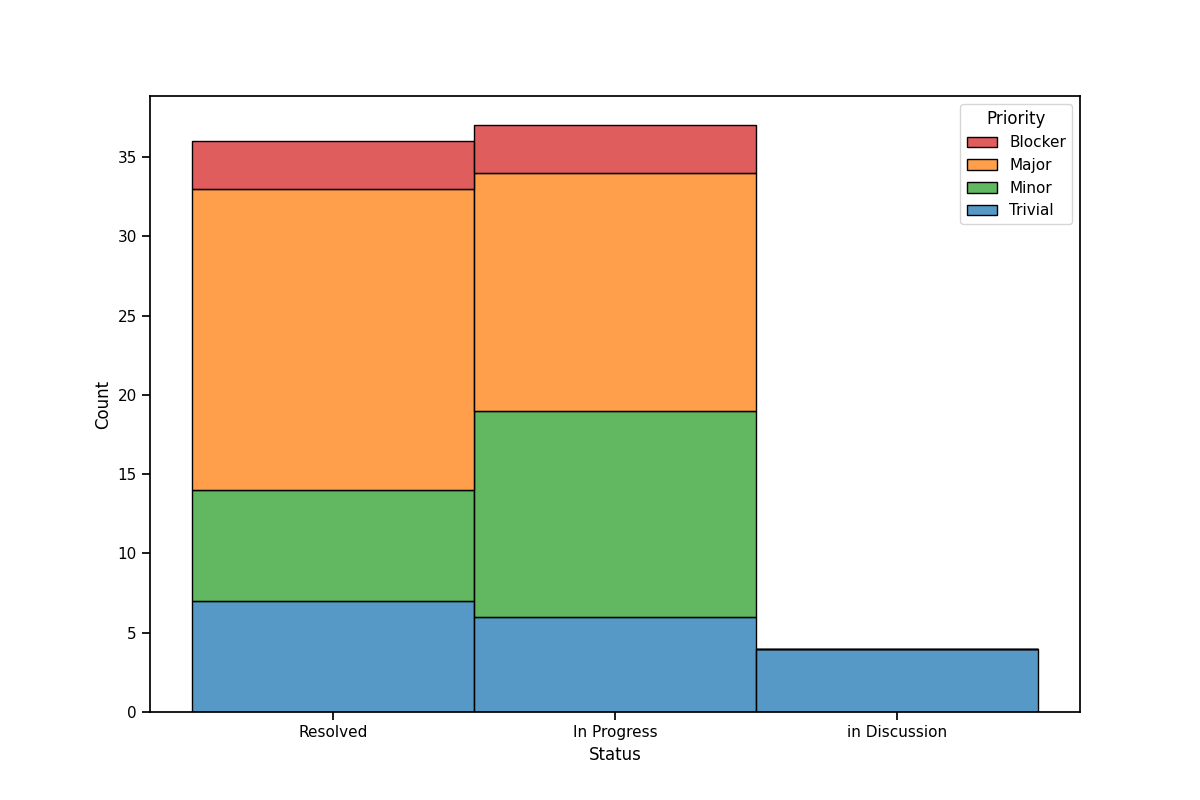 Priority
Blocker
Major
Minor
Trivial
35
30
25
20
15
10
5
0
Count
Resolved
In Progress
in Discussion
Status